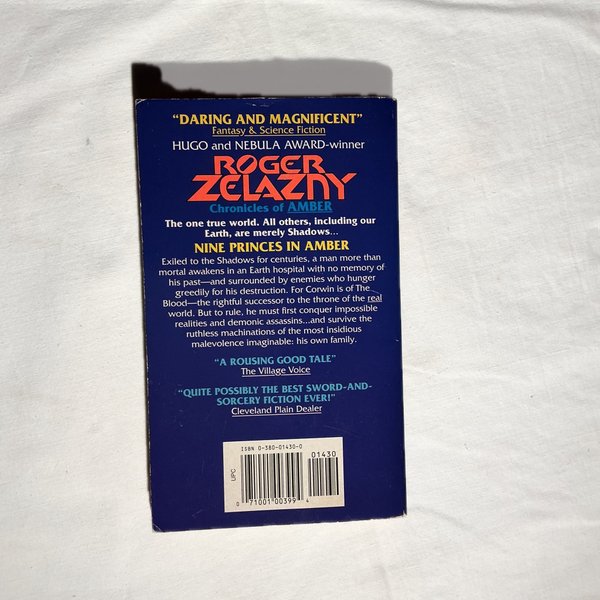 “DARING AND MAGNIFICENT”
Fantasy & Science Fiction
HUGO and NEBULA AWARD-winner
ROGER
ZELAZNY
Chronicles of AMBER
The one true world. All others, including our
Earth, are merely Shadows...
NINE PRINCES IN AMBER
Exiled to the Shadows for centuries, a man more than
mortal awakens in an Earth hospital with no memory of
his past—and surrounded by enemies who hunger
greedily for his destruction. For Corwin is of The
Blood—the rightful successor to the throne of the real
world. But to rule, he must first conquer impossible
realities and demonic assassins...and survive the
ruthless machinations of the most insidious
malevolence imaginable: his own family.
“A ROUSING GOOD TALE”
The Village Voice
“QUITE POSSIBLY THE BEST SWORD-AND-
SORCERY FICTION EVER!”
Cleveland Plain Dealer
ISBN 0-380-01430-0
01430
UPC
0 71001 00399 4